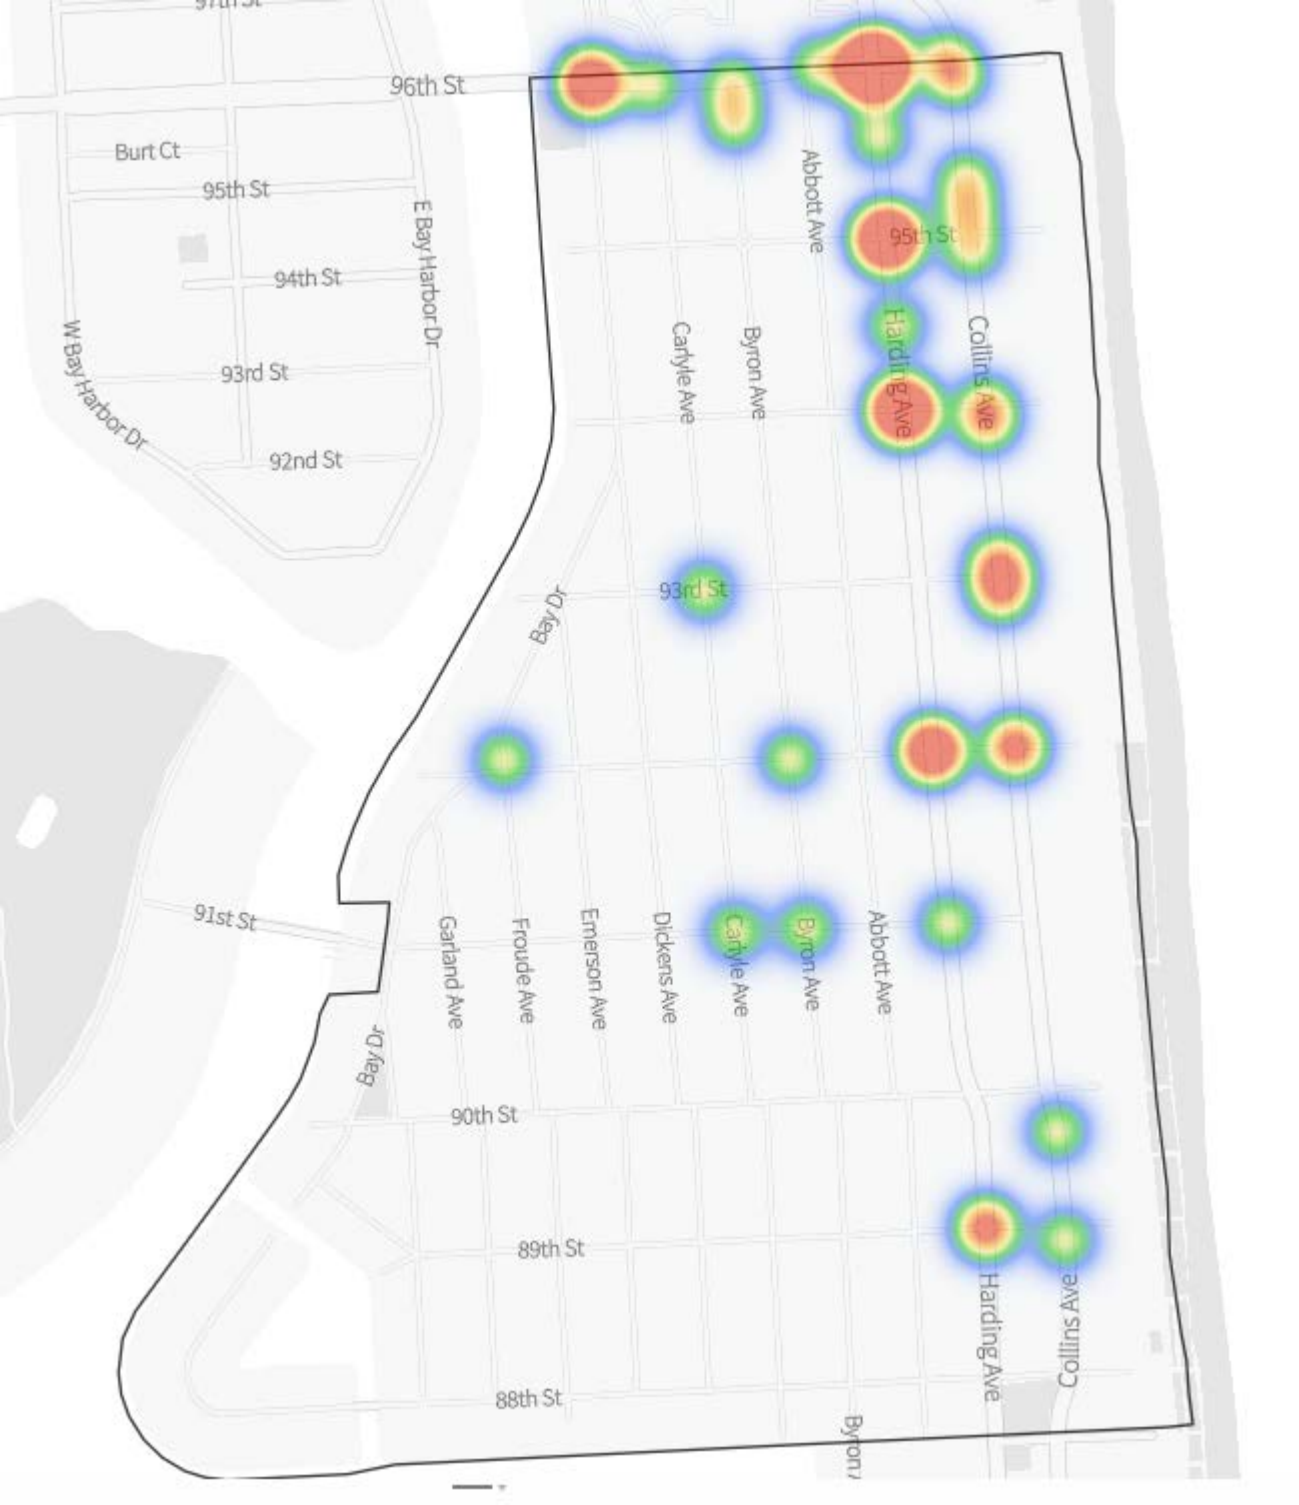 97th St
96th St
Burt Ct
95th St
E Bay Harbor Dr
Abbott Ave
95th St
94th St
W Bay Harbor Dr
93rd St
Carlyle Ave
Byron Ave
Harding Ave
Collins Ave
92nd St
93rd St
Bay Dr
91st St
Garland Ave
Froude Ave
Emerson Ave
Dickens Ave
Carlyle Ave
Byron Ave
Abbott Ave
Bay Dr
90th St
89th St
Harding Ave
Collins Ave
88th St
Byron